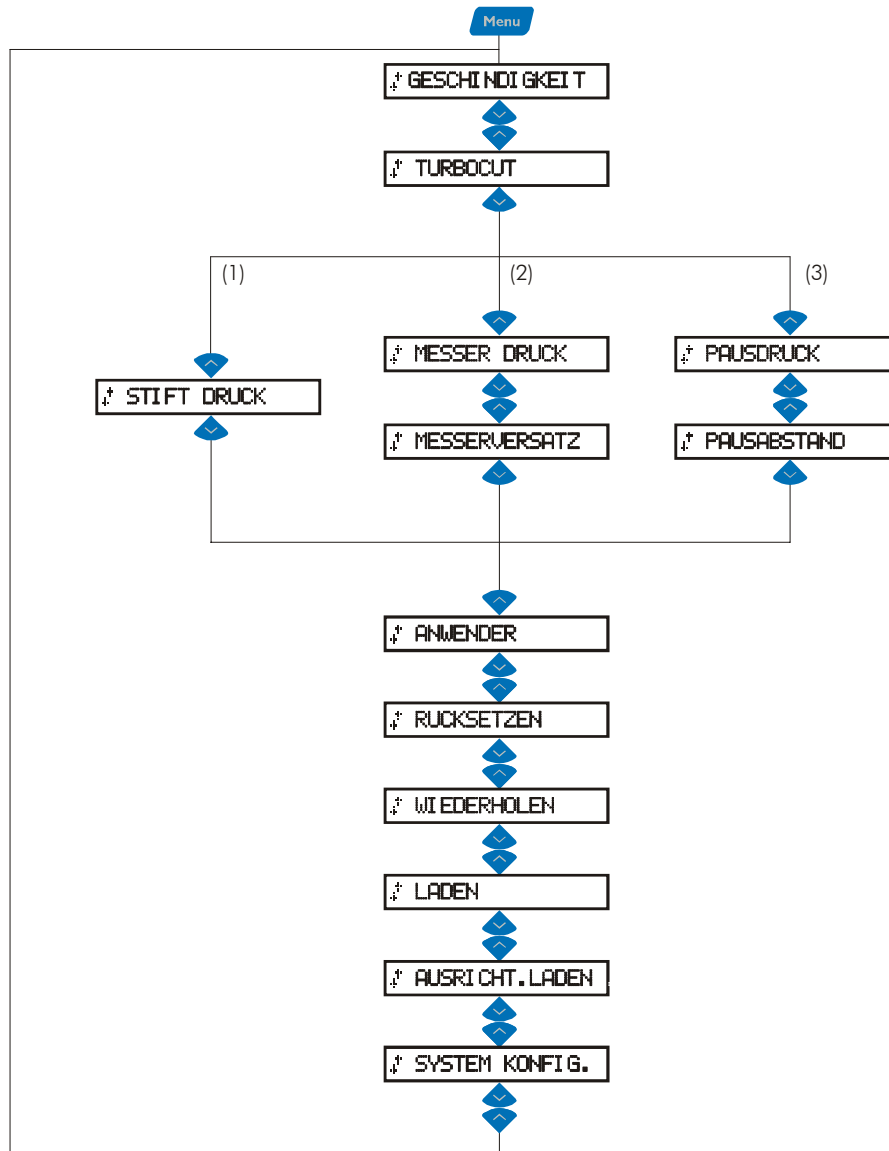 Menu
GESCHINDIGKEIT
TURBOCUT
(1) (2) (3)
MESSER DRUCK PAUSDRUCK
STIFT DRUCK
MESSERVERSATZ PAUSABSTAND
ANWENDER
RUCKSETZEN
WIEDERHOLEN
LADEN
AUSRICHT.LADEN
SYSTEM KONFIG.